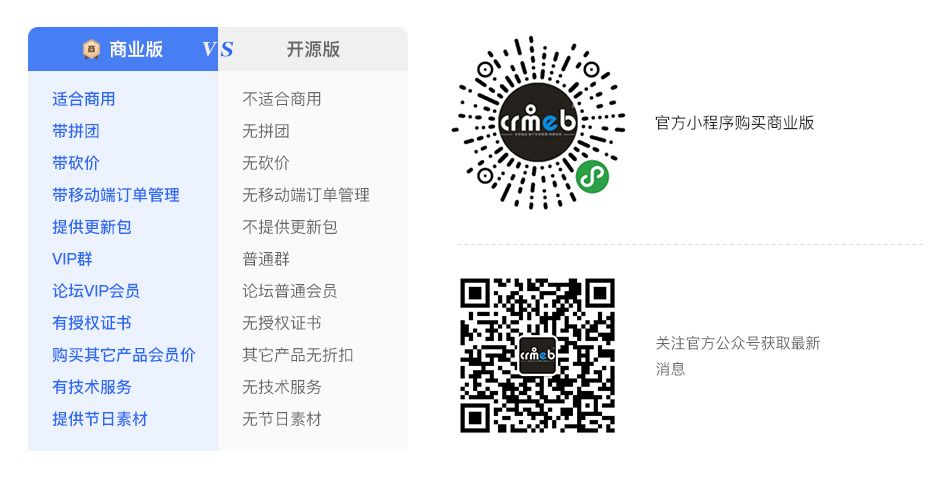 商
商业版
VS
开源版
适合商用
不适合商用
带拼团
无拼团
带砍价
无砍价
带移动端订单管理
无移动端订单管理
提供更新包
不提供更新包
VIP群
普通群
论坛VIP会员
论坛普通会员
有授权证书
无授权证书
购买其它产品会员价
其它产品无折扣
有技术服务
无技术服务
提供节日素材
无节日素材
crmeb
官方小程序购买商业版
crmeb
关注官方公众号获取最新
消息